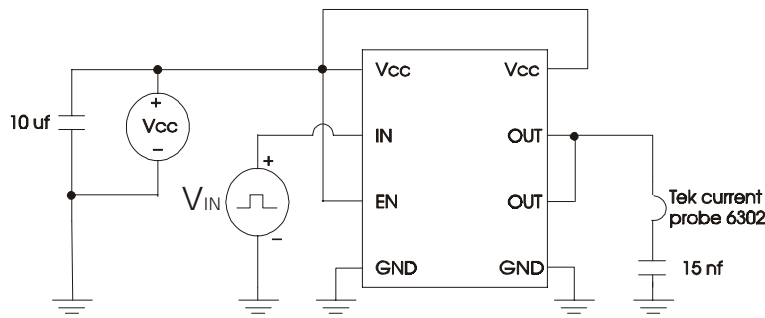 Vcc
Vcc
10 uf
+
Vcc
-
IN
OUT
+
VIN
-
EN
OUT
Tek current
probe 6302
GND
GND
15 nf